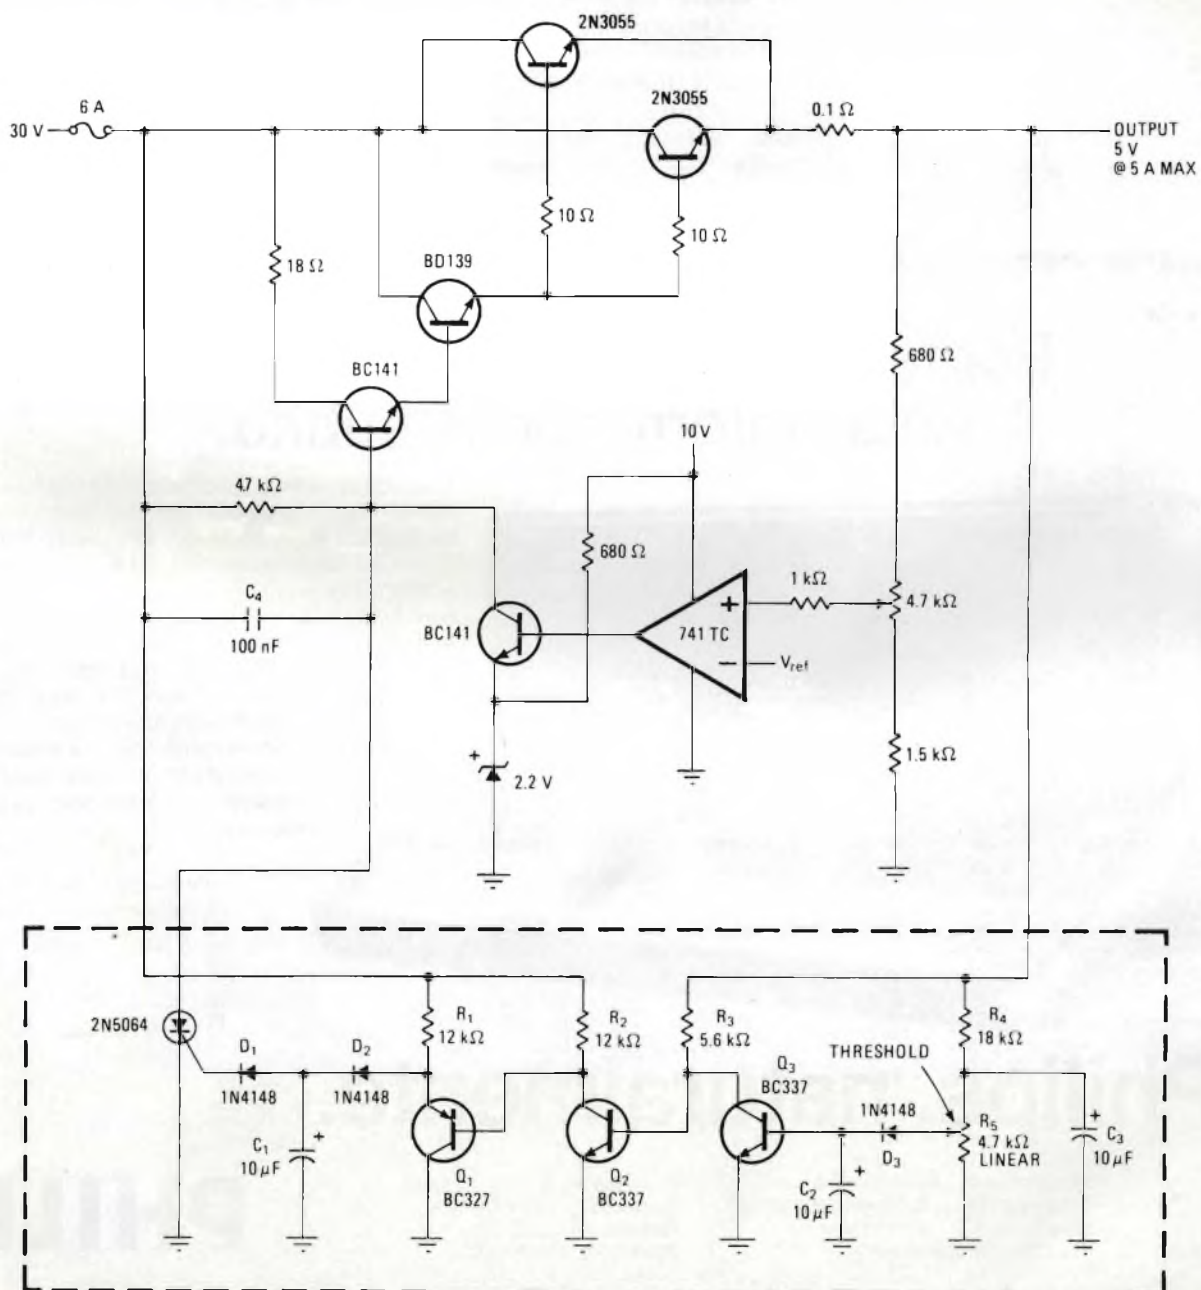 2N3055
6 A
2N3055
0.1 Ω
30 V
OUTPUT
5 V
@ 5 A MAX
10 Ω
10 Ω
18 Ω
BD139
680 Ω
BC141
10 V
4.7 kΩ
680 Ω
1 kΩ
+
4.7 kΩ
C4
BC141
741 TC
100 nF
−
Vref
+
2.2 V
1.5 kΩ
2N5064
D1
D2
R1
12 kΩ
R2
12 kΩ
R3
5.6 kΩ
R4
18 kΩ
THRESHOLD
Q3
BC337
1N4148
1N4148
1N4148
D3
R5
4.7 kΩ
LINEAR
+
C3
10 µF
C1
+
10 µF
Q1
BC327
Q2
BC337
C2
+
10 µF